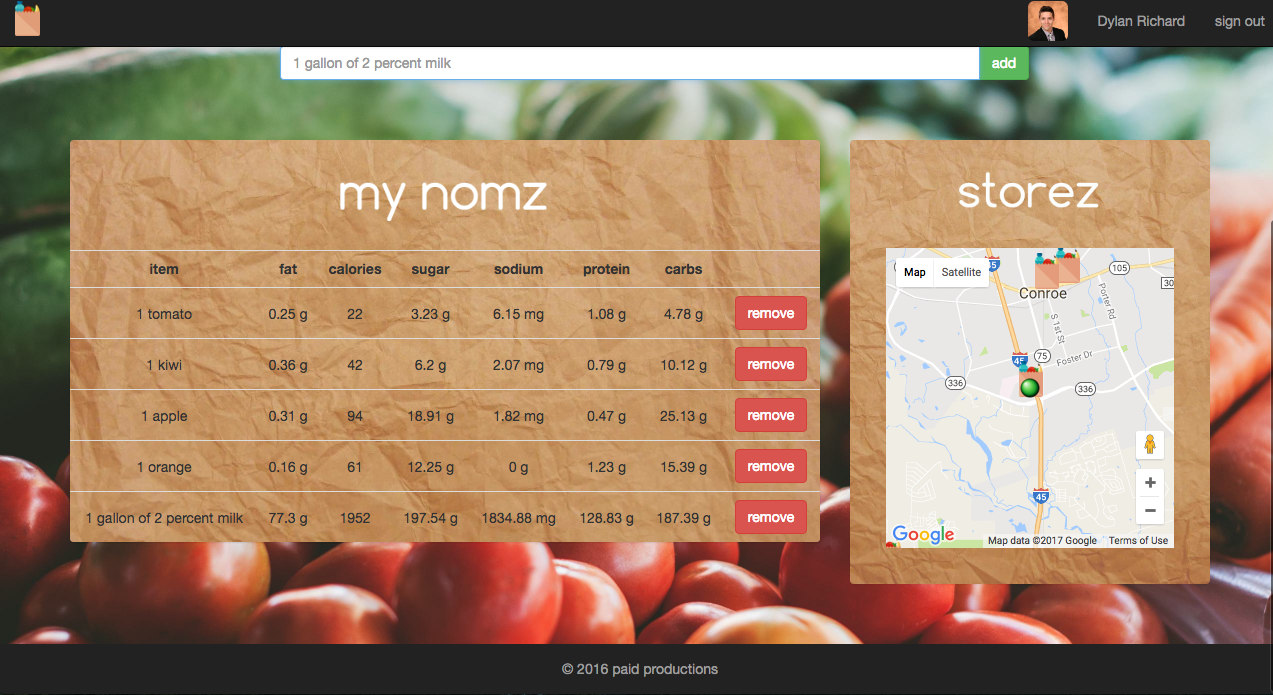 Dylan Richard sign out
1 gallon of 2 percent milk add
my nomz
item fat calories sugar sodium protein carbs
1 tomato 0.25 g 22 3.23 g 6.15 mg 1.08 g 4.78 g remove
1 kiwi 0.36 g 42 6.2 g 2.07 mg 0.79 g 10.12 g remove
1 apple 0.31 g 94 18.91 g 1.82 mg 0.47 g 25.13 g remove
1 orange 0.16 g 61 12.25 g 0 g 1.23 g 15.39 g remove
1 gallon of 2 percent milk 77.3 g 1952 197.54 g 1834.88 mg 128.83 g 187.39 g remove
storez
Map Satellite 45 105
30
Conroe
Porter Rd
S 1st St
45 75 Foster Dr
336 336
+
45
−
Google Map data ©2017 Google Terms of Use
© 2016 paid productions